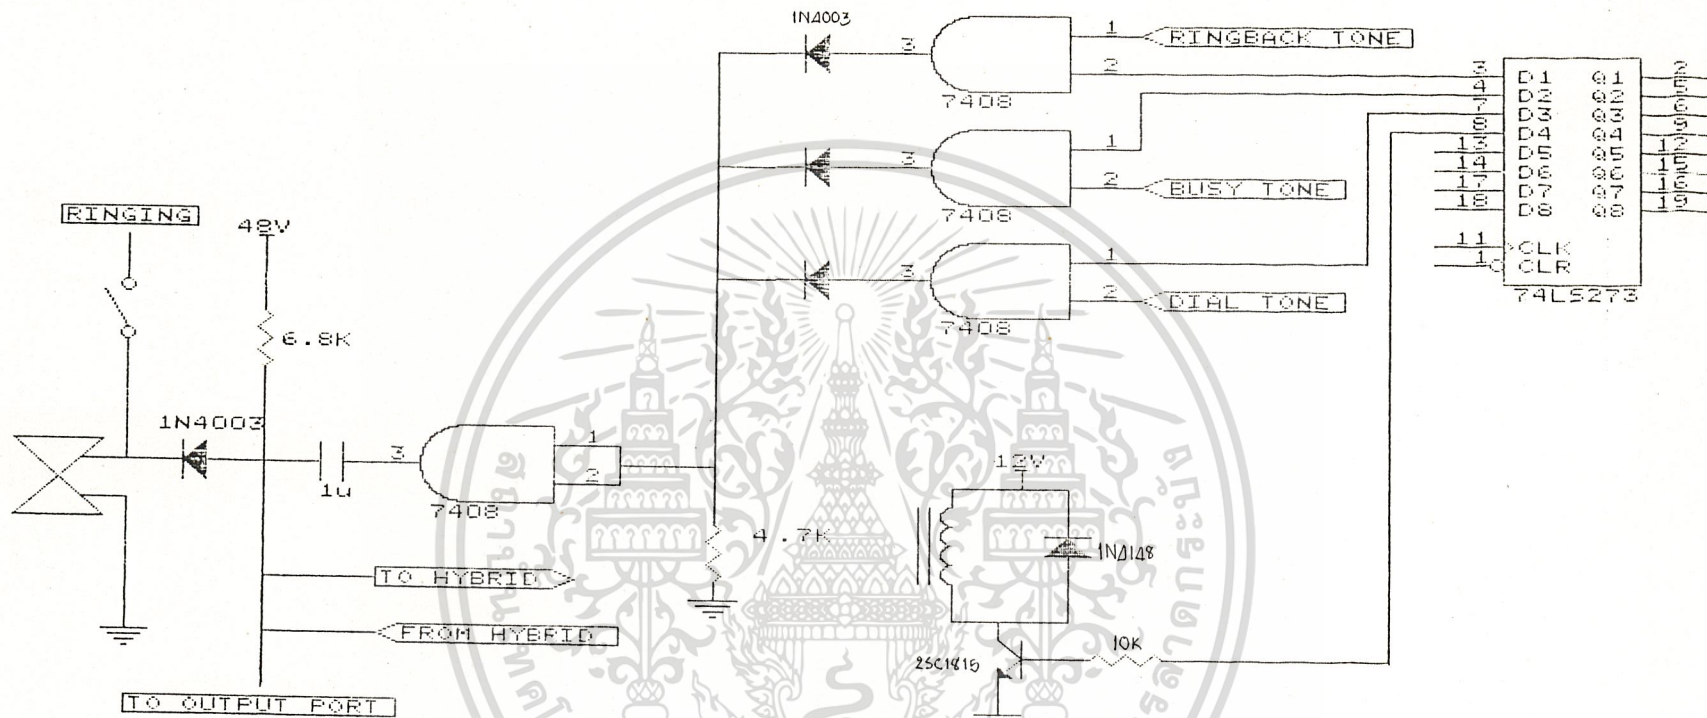 1N4003
3
1
RINGBACK TONE
2
7408
3
1
2
BUSY TONE
7408
3
1
2
DIAL TONE
7408
3 D1 Q1 2
4 D2 Q2 5
7 D3 Q3 6
8 D4 Q4 9
13 D5 Q5 12
14 D6 Q6 15
17 D7 Q7 16
18 D8 Q8 19
11 CLK
1 CLR
74LS273
RINGING
48V
6.8K
1N4003
1u
3
1
2
7408
4.7K
12V
1N4148
10K
2SC1815
TO HYBRID
FROM HYBRID
TO OUTPUT PORT